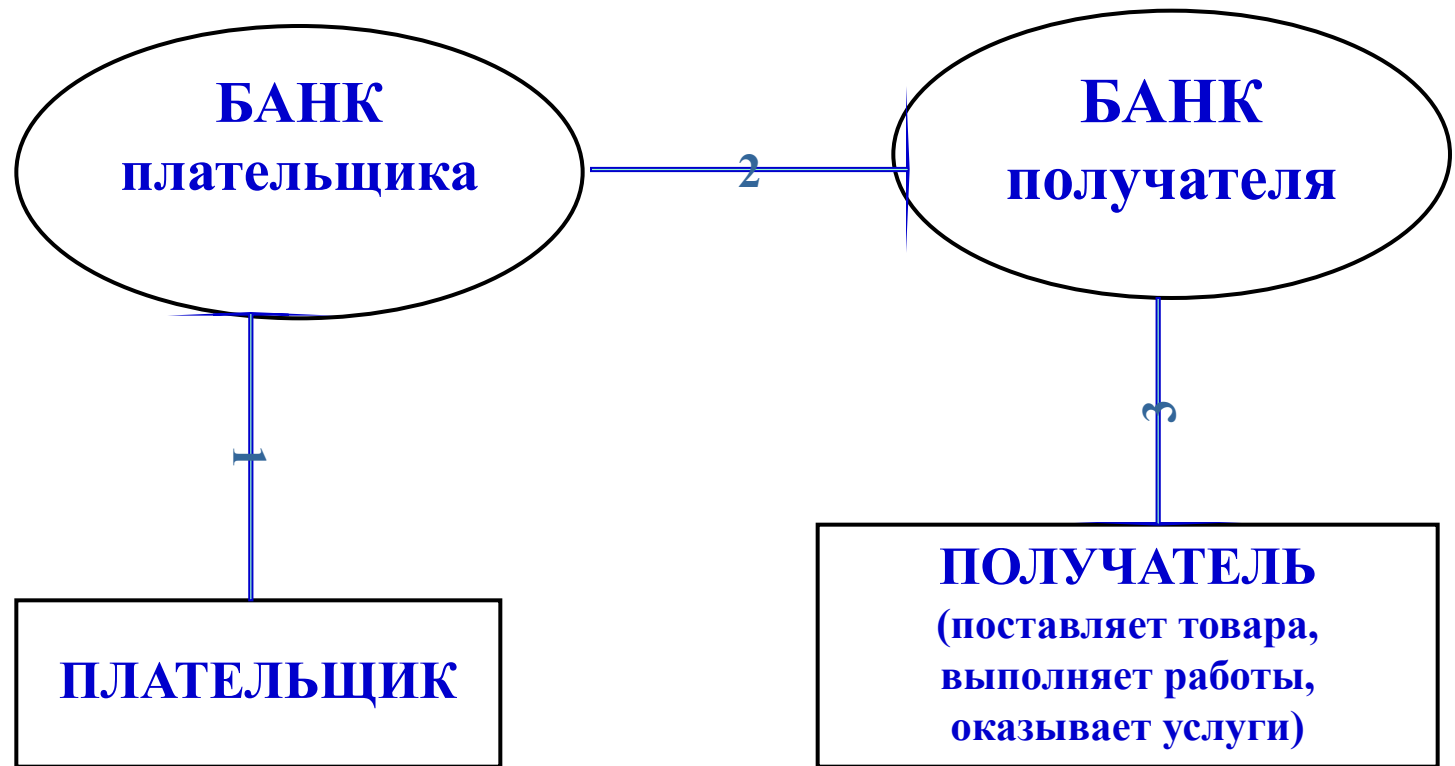 БАНК
плательщика
БАНК
получателя
2
1
3
ПЛАТЕЛЬЩИК
ПОЛУЧАТЕЛЬ
(поставляет товара,
выполняет работы,
оказывает услуги)